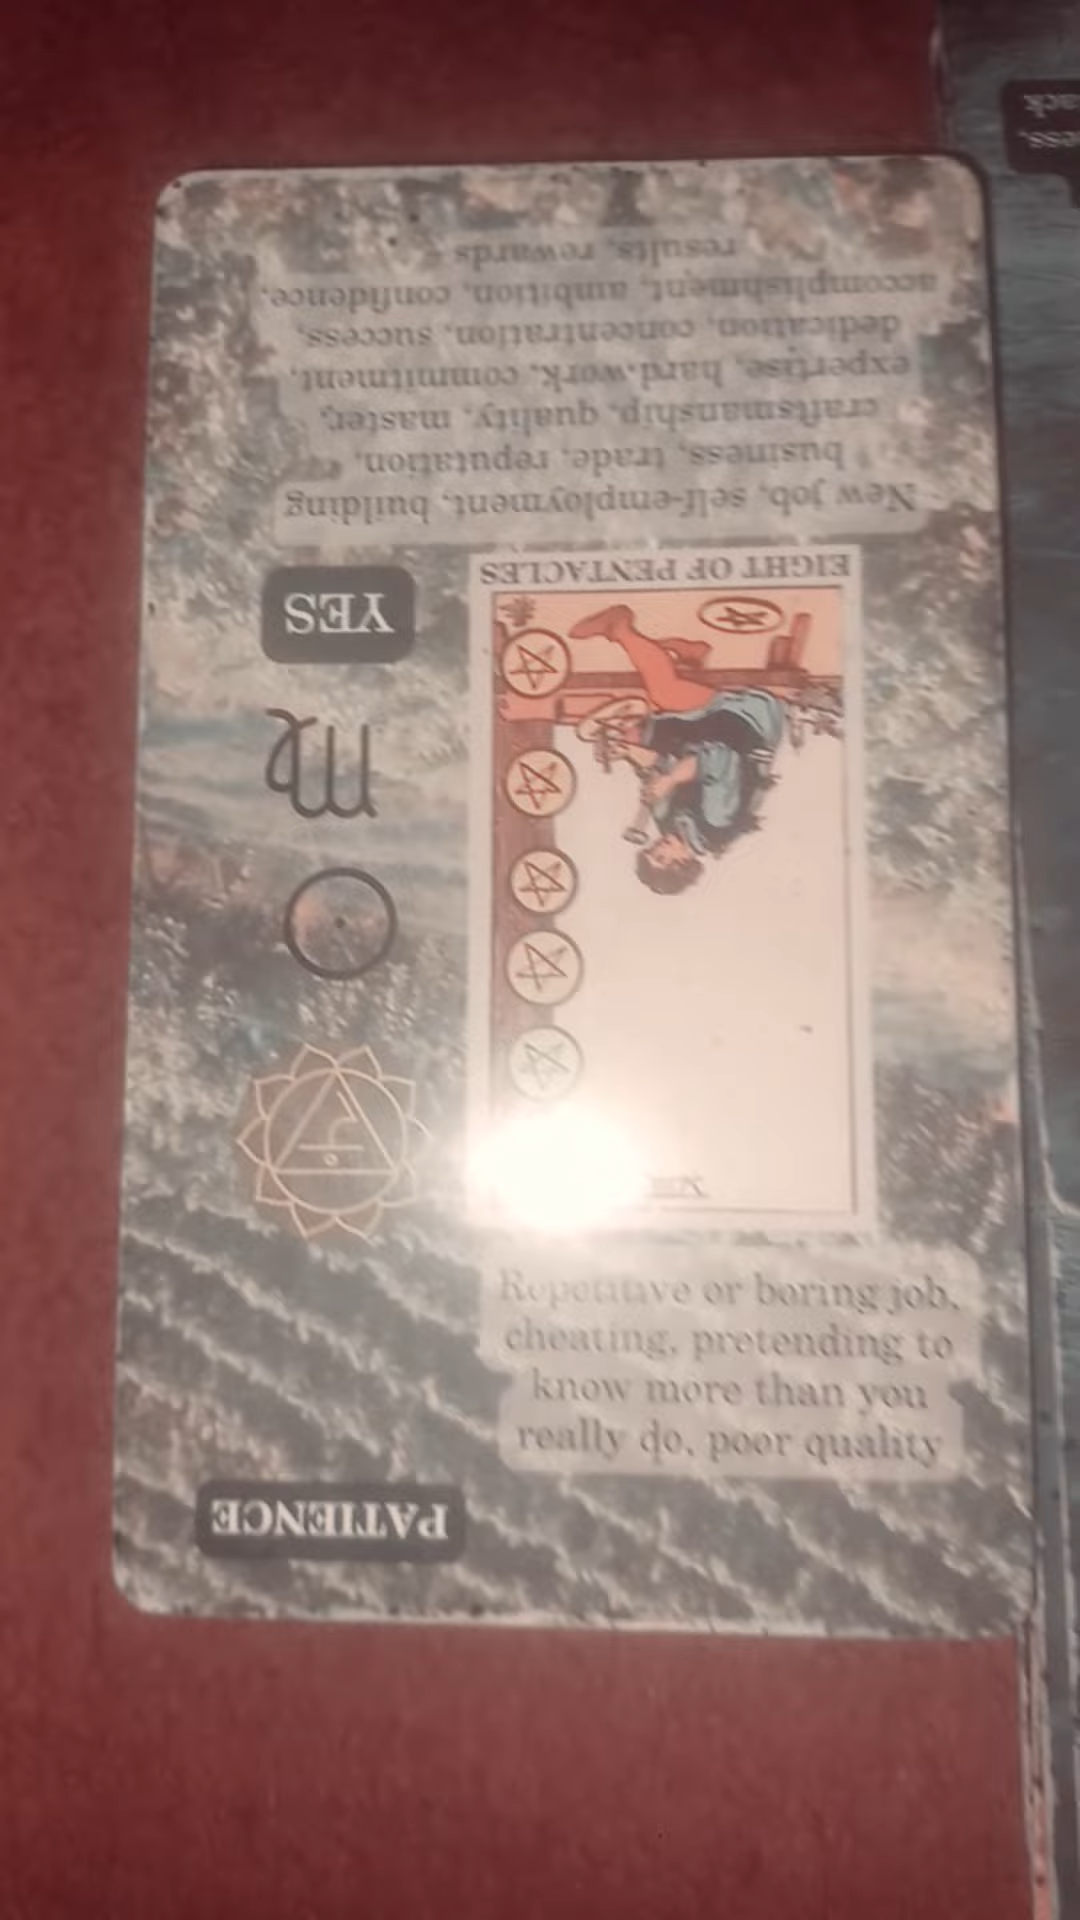 PATIENCE
VIII
EIGHT OF PENTACLES
YES
New job, self-employment, building
business, trade, reputation,
craftsmanship, quality, master,
expertise, hard work, commitment,
dedication, concentration, success,
accomplishment, ambition, confidence,
results, rewards
Repetitive or boring job,
cheating, pretending to
know more than you
really do, poor quality